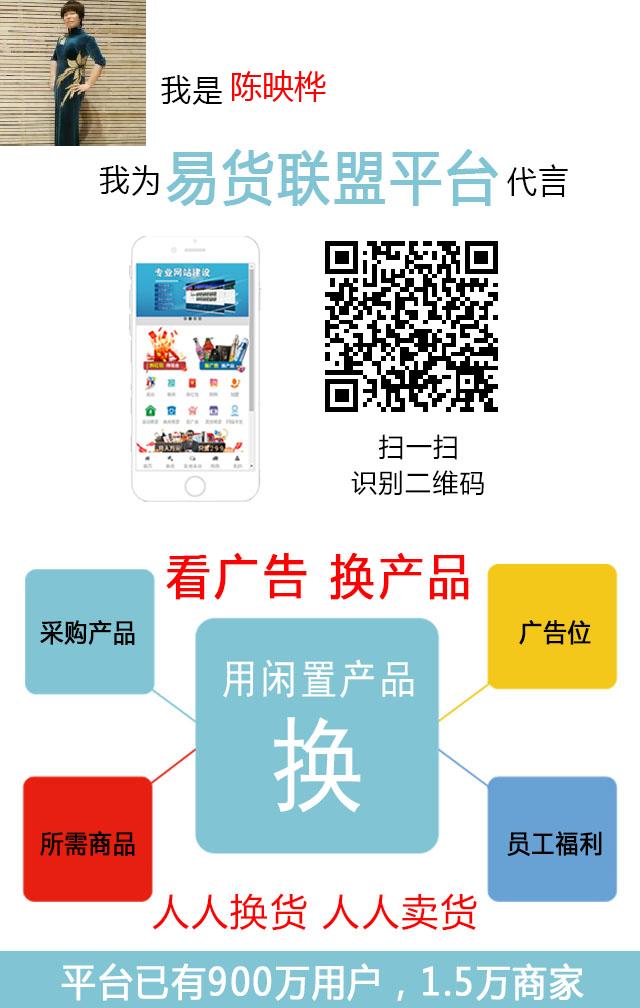 我是 陈映桦
我为 易货联盟平台 代言
专业网站建设
扫一扫
识别二维码
看广告 换产品
采购产品
广告位
用闲置产品
换
所需商品
员工福利
人人换货 人人卖货
平台已有900万用户，1.5万商家